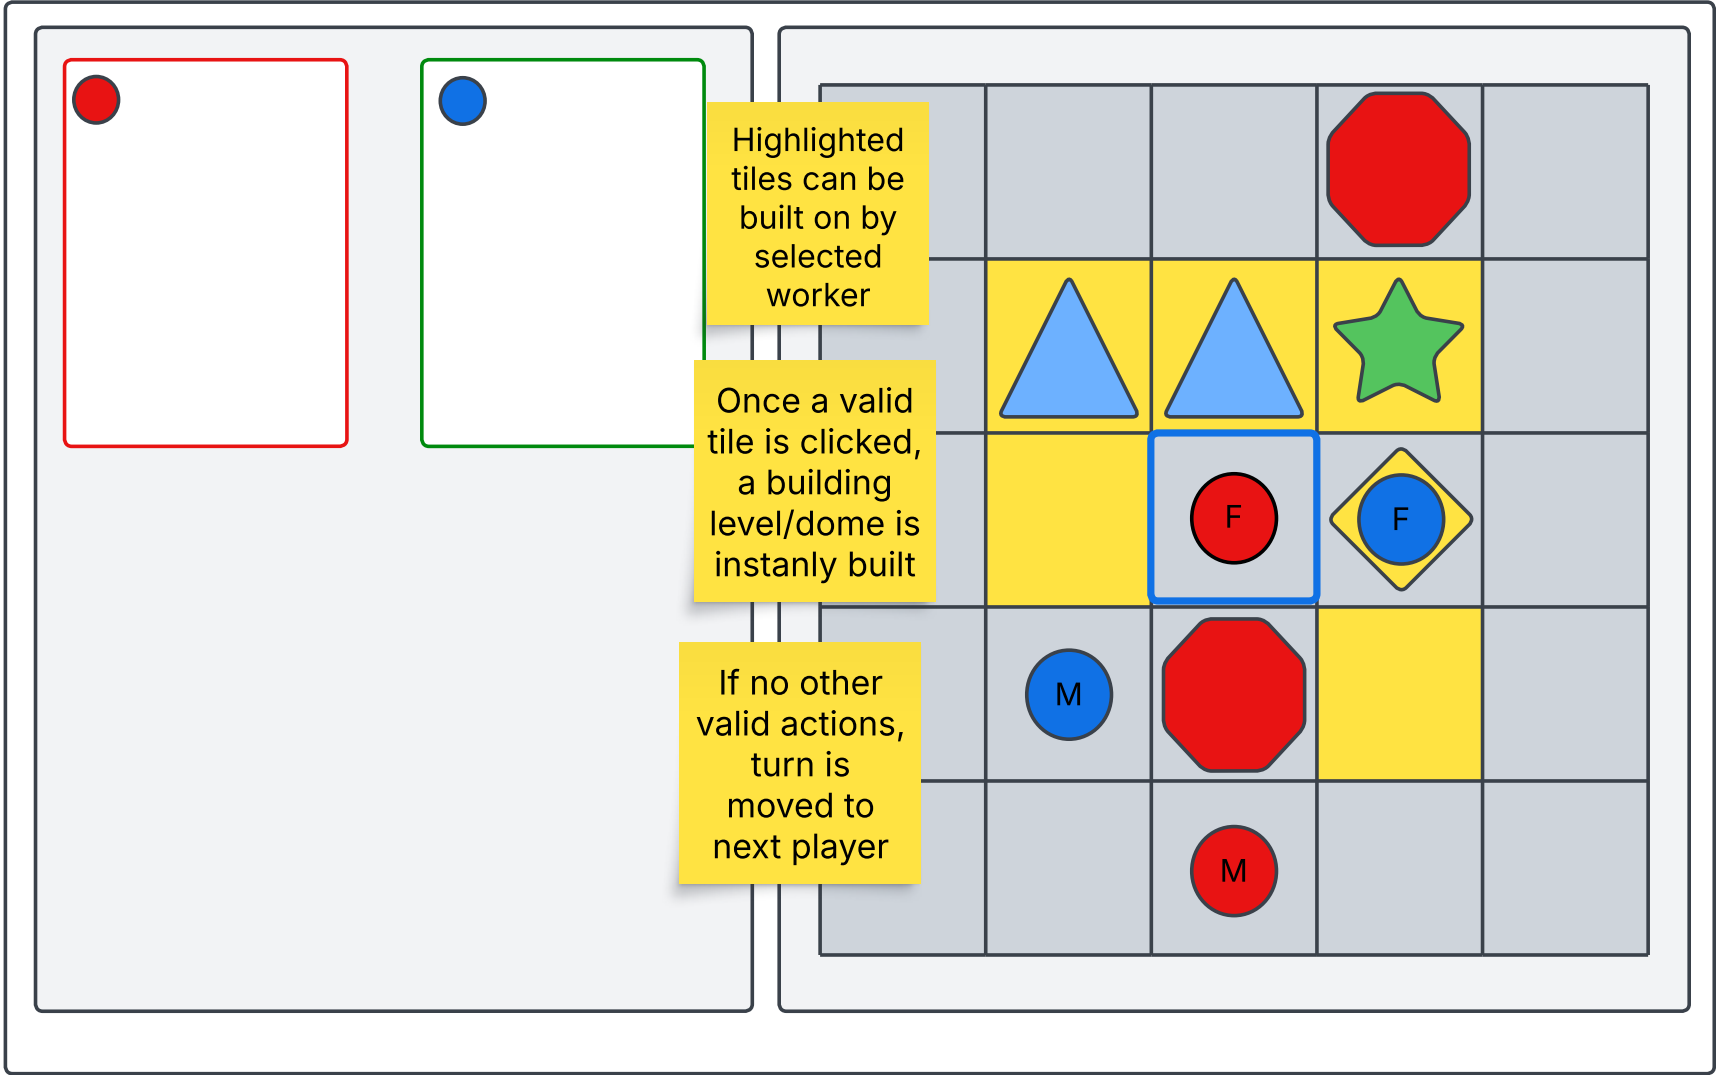 Highlighted
tiles can be
built on by
selected
worker
Once a valid
tile is clicked,
a building
level/dome is
instanly built
If no other
valid actions,
turn is
moved to
next player
F
F
M
M